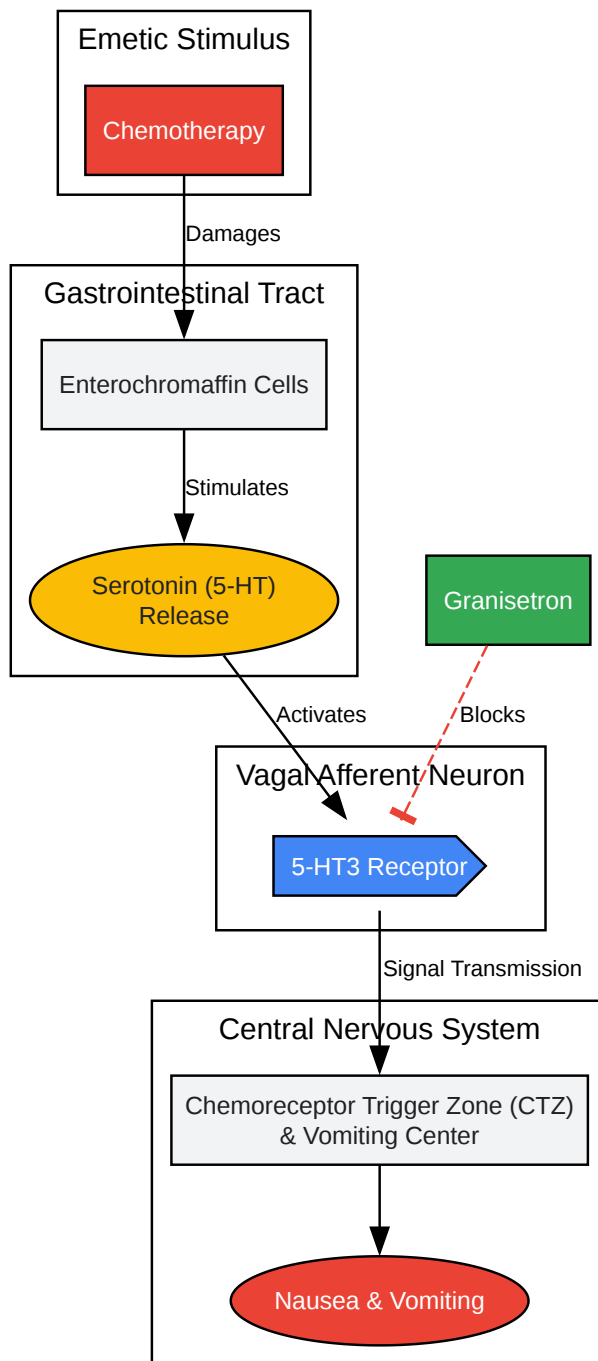 Emetic Stimulus
Chemotherapy
Damages
Gastrointestinal Tract
Enterochromaffin Cells
Stimulates
Serotonin (5-HT)
Release
Granisetron
Activates
Blocks
Vagal Afferent Neuron
5-HT3 Receptor
Signal Transmission
Central Nervous System
Chemoreceptor Trigger Zone (CTZ)
& Vomiting Center
Nausea & Vomiting